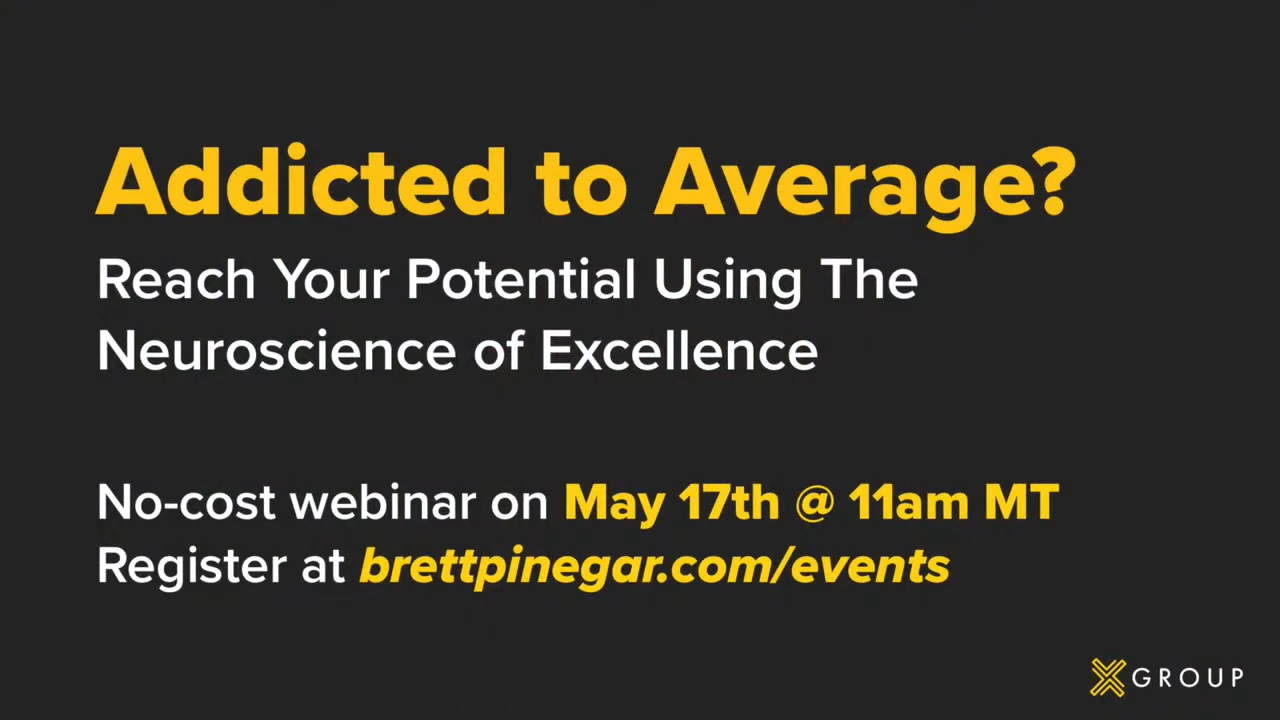 Addicted to Average?
Reach Your Potential Using The
Neuroscience of Excellence
No-cost webinar on May 17th @ 11am MT
Register at brettpinegar.com/events
X GROUP